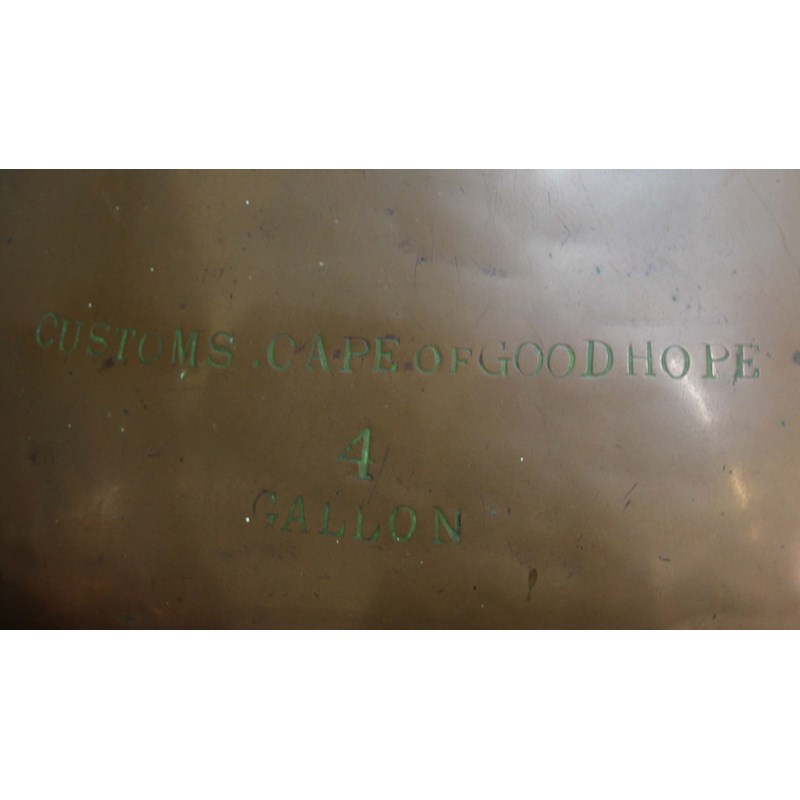 CUSTOMS . CAPE . OF GOOD HOPE
4
GALLON